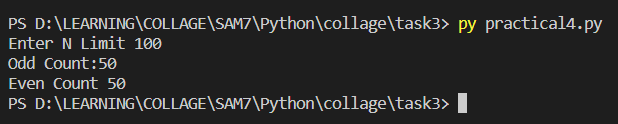 PS D:\LEARNING\COLLAGE\SAM7\Python\collage\task3> py practical4.py
Enter N Limit 100
Odd Count:50
Even Count 50
PS D:\LEARNING\COLLAGE\SAM7\Python\collage\task3>